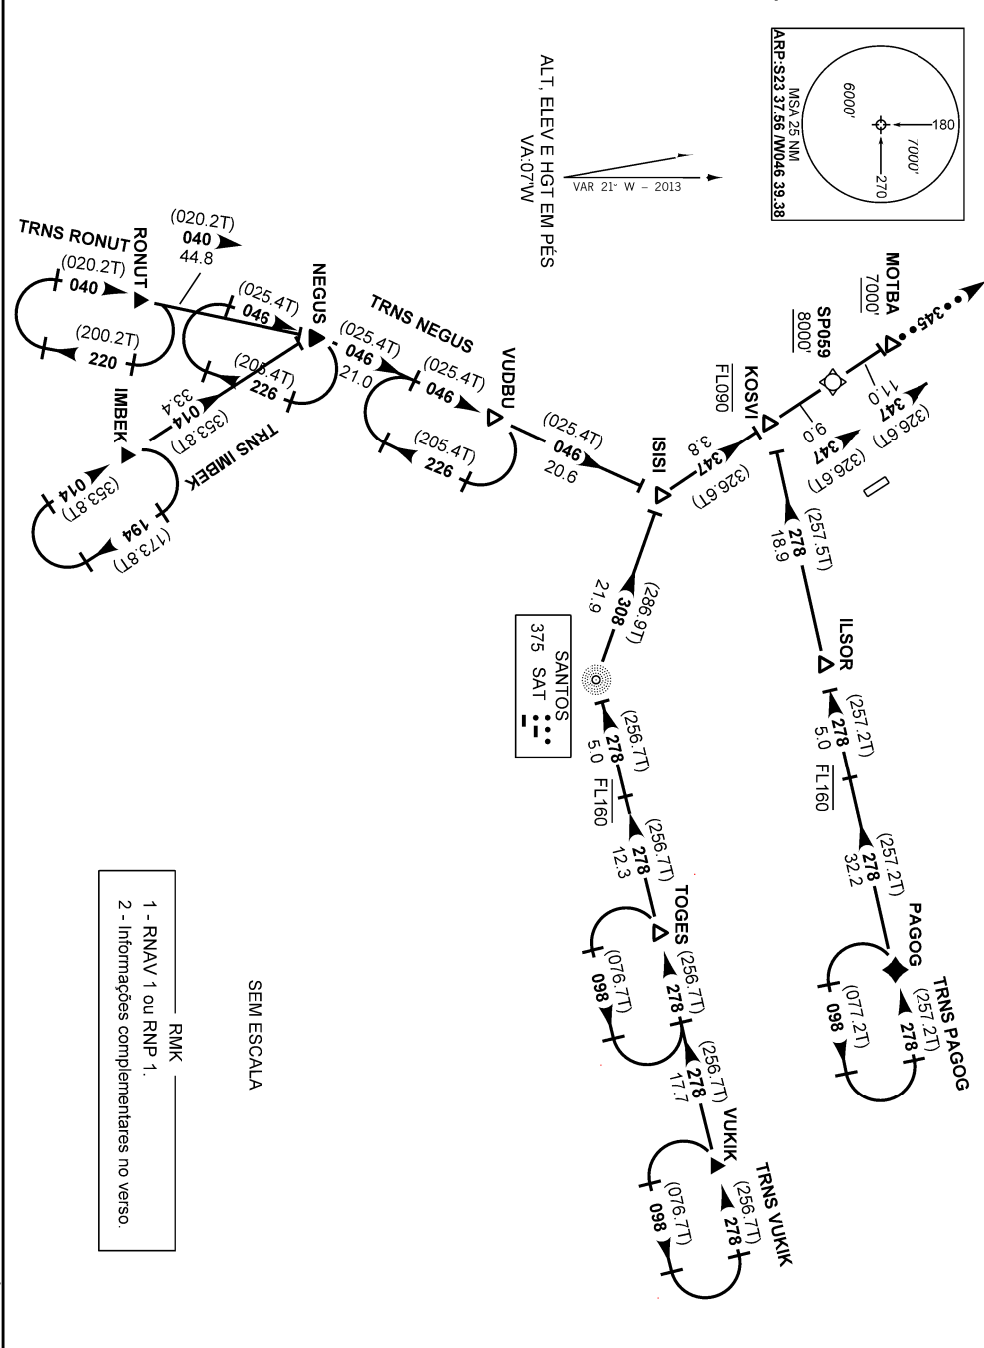 180
7000'
270
6000'
MSA 25 NM
ARP:S23 37.56 /W046 39.38
VAR 21' W – 2013
ALT, ELEV E HGT EM PÉS
VA:07'W
345
MOTBA
7000'
11.0
347
(326.6T)
SP059
8000'
9.0
347
(326.6T)
KOSVI
FL090
3.8
347
(326.6T)
ISISI
(257.5T)
278
18.9
ILSOR
(257.2T)
278
5.0
FL160
(257.2T)
278
32.2
PAGOG
TRNS PAGOG
(257.2T)
278
(077.2T)
098
(286.9T)
308
21.9
SANTOS
375 SAT
(256.7T)
278
5.0
FL160
(256.7T)
278
12.3
TOGES
(256.7T)
278
(076.7T)
098
(256.7T)
278
17.7
VUKIK
TRNS VUKIK
(256.7T)
278
(076.7T)
098
(025.4T)
046
20.6
VUDBU
(025.4T)
046
(205.4T)
226
TRNS NEGUS
(025.4T)
046
21.0
NEGUS
(025.4T)
046
(205.4T)
226
(020.2T)
040
44.8
TRNS RONUT
RONUT
(020.2T)
040
(200.2T)
220
TRNS IMBEK
33.4
014
(353.8T)
IMBEK
014
(353.8T)
194
(173.8T)
SEM ESCALA
RMK
1 - RNAV 1 ou RNP 1.
2 - Informações complementares no verso.